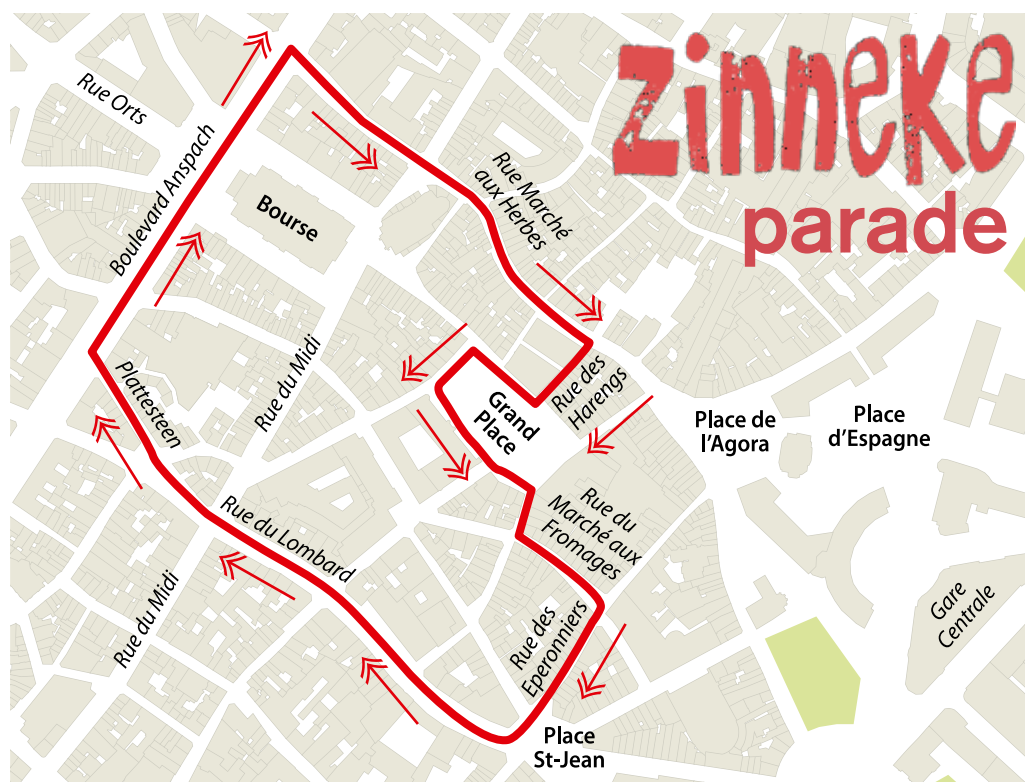 zinneke
parade
Rue Orts
Boulevard Anspach
Bourse
Rue Marché
aux Herbes
Rue du Midi
Plattesteen
Grand
Place
Rue des
Harengs
Place de
l'Agora
Place
d'Espagne
Rue du Lombard
Rue du
Marché aux
Fromages
Rue du Midi
Rue des
Eperonniers
Gare
Centrale
Place
St-Jean